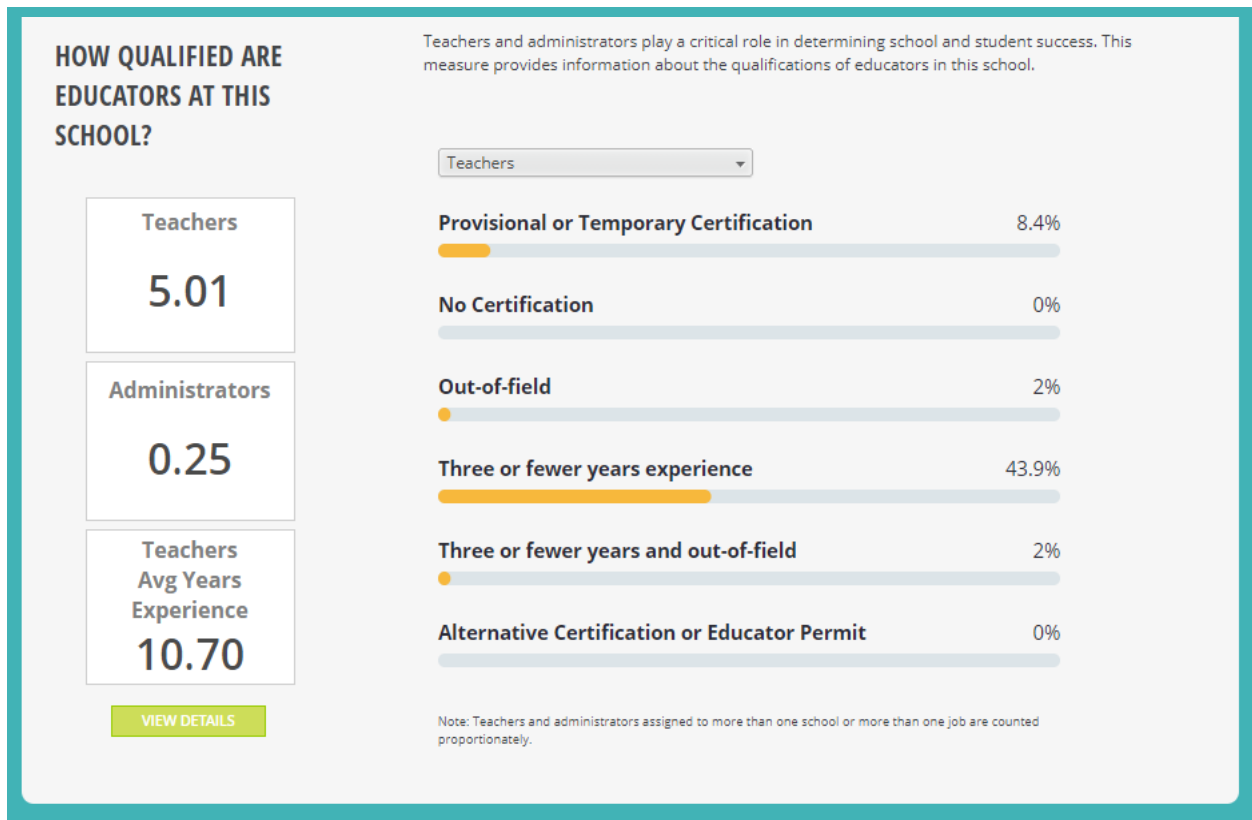 HOW QUALIFIED ARE
EDUCATORS AT THIS
SCHOOL?
Teachers and administrators play a critical role in determining school and student success. This
measure provides information about the qualifications of educators in this school.
Teachers
5.01
Administrators
0.25
Teachers
Avg Years
Experience
10.70
VIEW DETAILS
Teachers
Provisional or Temporary Certification 8.4%
No Certification 0%
Out-of-field 2%
Three or fewer years experience 43.9%
Three or fewer years and out-of-field 2%
Alternative Certification or Educator Permit 0%
Note: Teachers and administrators assigned to more than one school or more than one job are counted
proportionately.